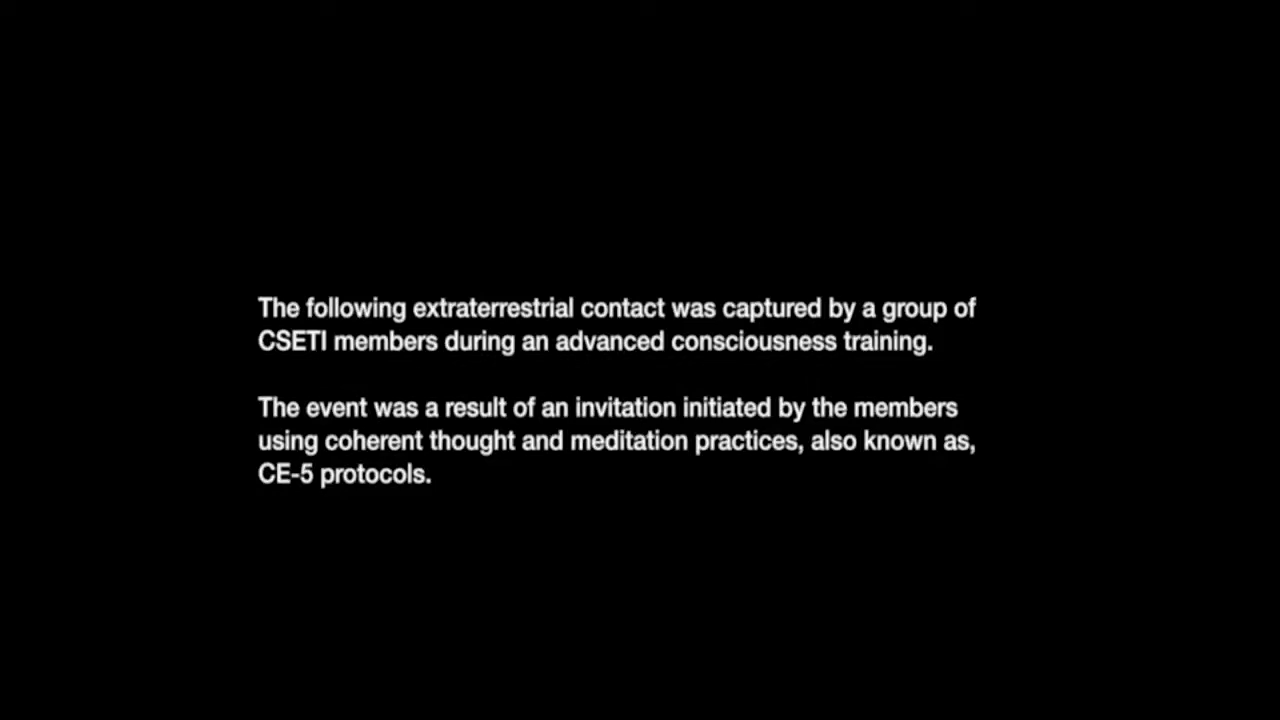 The following extraterrestrial contact was captured by a group of
CSETI members during an advanced consciousness training.
The event was a result of an invitation initiated by the members
using coherent thought and meditation practices, also known as,
CE-5 protocols.